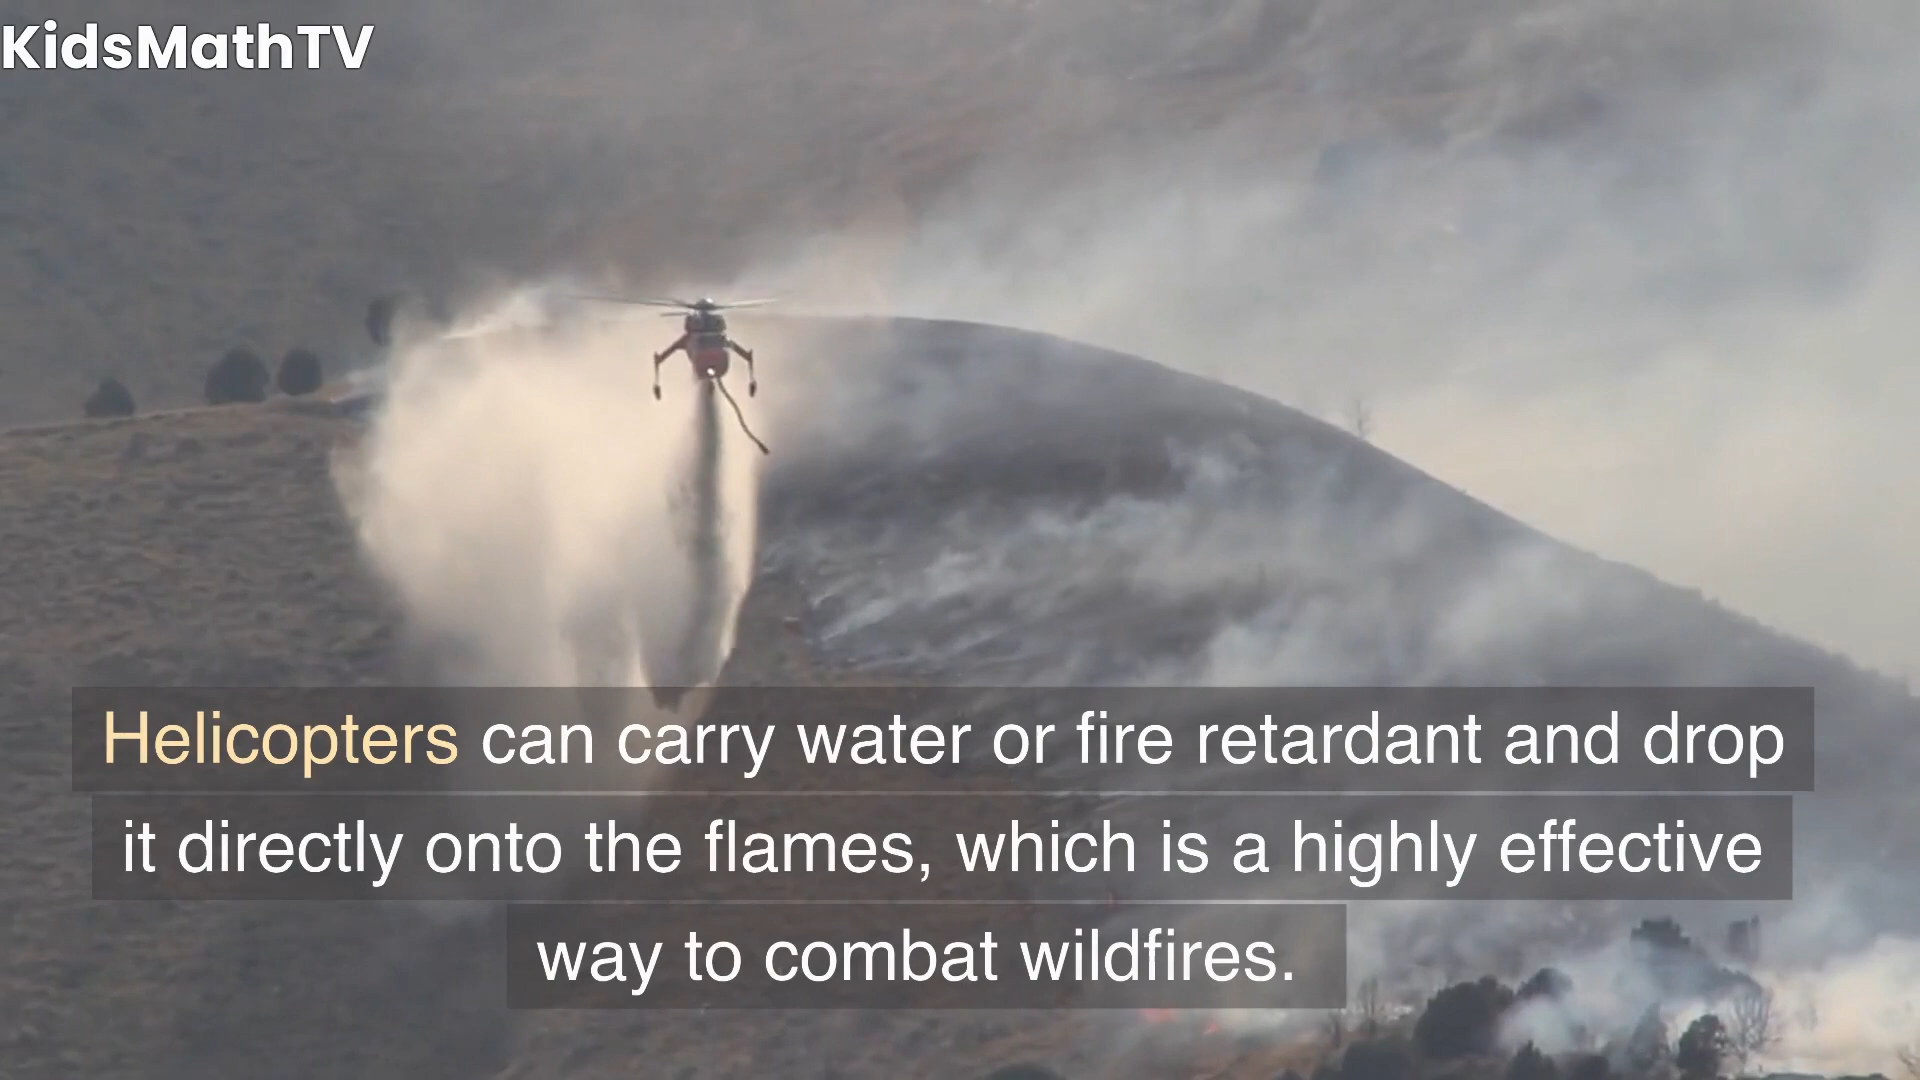 KidsMathTV
Helicopters can carry water or fire retardant and drop
it directly onto the flames, which is a highly effective
way to combat wildfires.